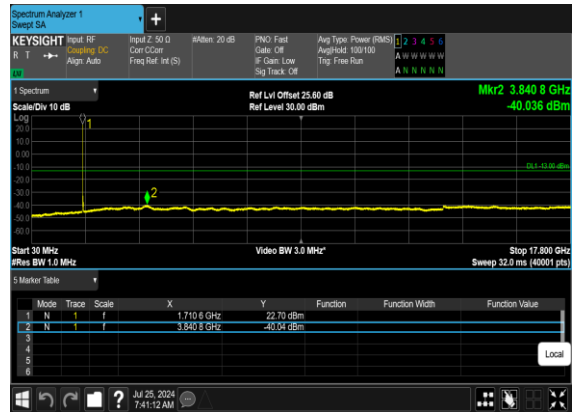 Spectrum Analyzer 1
Swept SA
KEYSIGHT
R T
LV
Input: RF
Coupling: DC
Align: Auto
Input Z: 50 Ω
Corr CCorr
Freq Ref: Int (S)
#Atten: 20 dB
PNO: Fast
Gate: Off
IF Gain: Low
Sig Track: Off
Avg Type: Power (RMS)
Avg|Hold: 100/100
Trig: Free Run
1 2 3 4 5 6
A W W W W W
A N N N N N
1 Spectrum
Scale/Div 10 dB
Ref Lvl Offset 25.60 dB
Ref Level 30.00 dBm
Mkr2 3.840 8 GHz
-40.036 dBm
Log
20.0
10.0
0.00
-10.0
-20.0
-30.0
-40.0
-50.0
-60.0
1
2
DL1 -13.00 dBm
Start 30 MHz
#Res BW 1.0 MHz
Video BW 3.0 MHz*
Stop 17.800 GHz
Sweep 32.0 ms (40001 pts)
5 Marker Table
Mode Trace Scale X Y Function Function Width Function Value
1 N 1 f 1.710 6 GHz 22.70 dBm
2 N 1 f 3.840 8 GHz -40.04 dBm
3
4
5
6
Local
?
Jul 25, 2024
7:41:12 AM